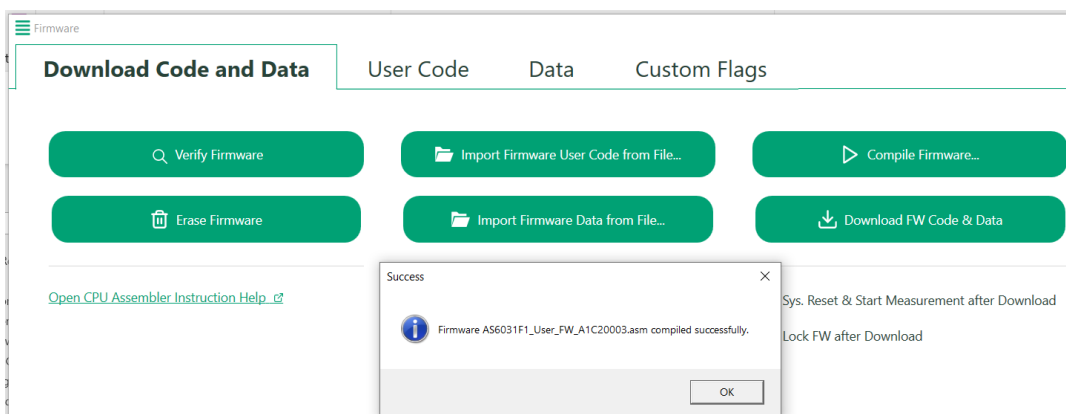 Firmware
Download Code and Data
User Code
Data
Custom Flags
Verify Firmware
Import Firmware User Code from File...
Compile Firmware...
Erase Firmware
Import Firmware Data from File...
Download FW Code & Data
Open CPU Assembler Instruction Help
Success
Firmware AS6031F1_User_FW_A1C20003.asm compiled successfully.
OK
Sys. Reset & Start Measurement after Download
Lock FW after Download